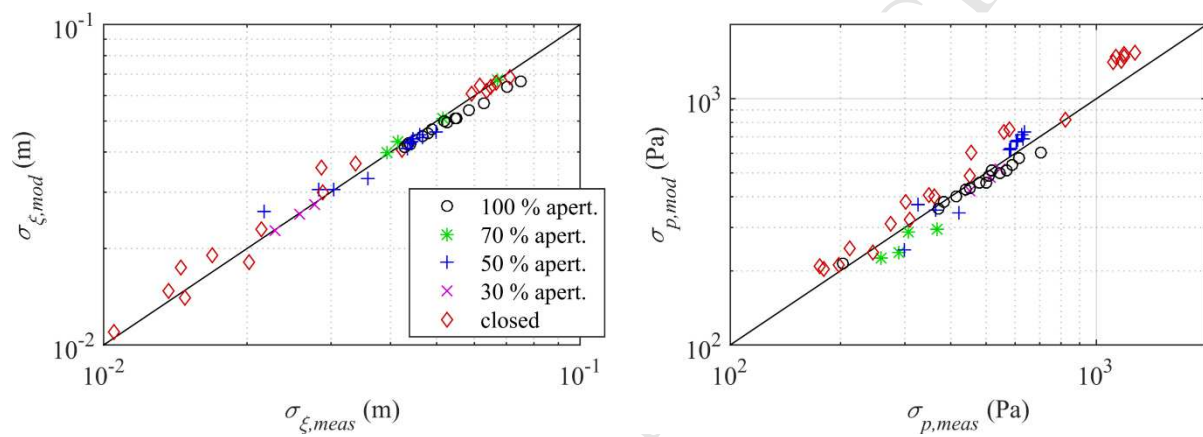 10^-1
σ_ξ,mod (m)
10^-2
10^-2
10^-1
σ_ξ,meas (m)
100 % apert.
70 % apert.
50 % apert.
30 % apert.
closed
10^3
σ_p,mod (Pa)
10^2
10^2
10^3
σ_p,meas (Pa)